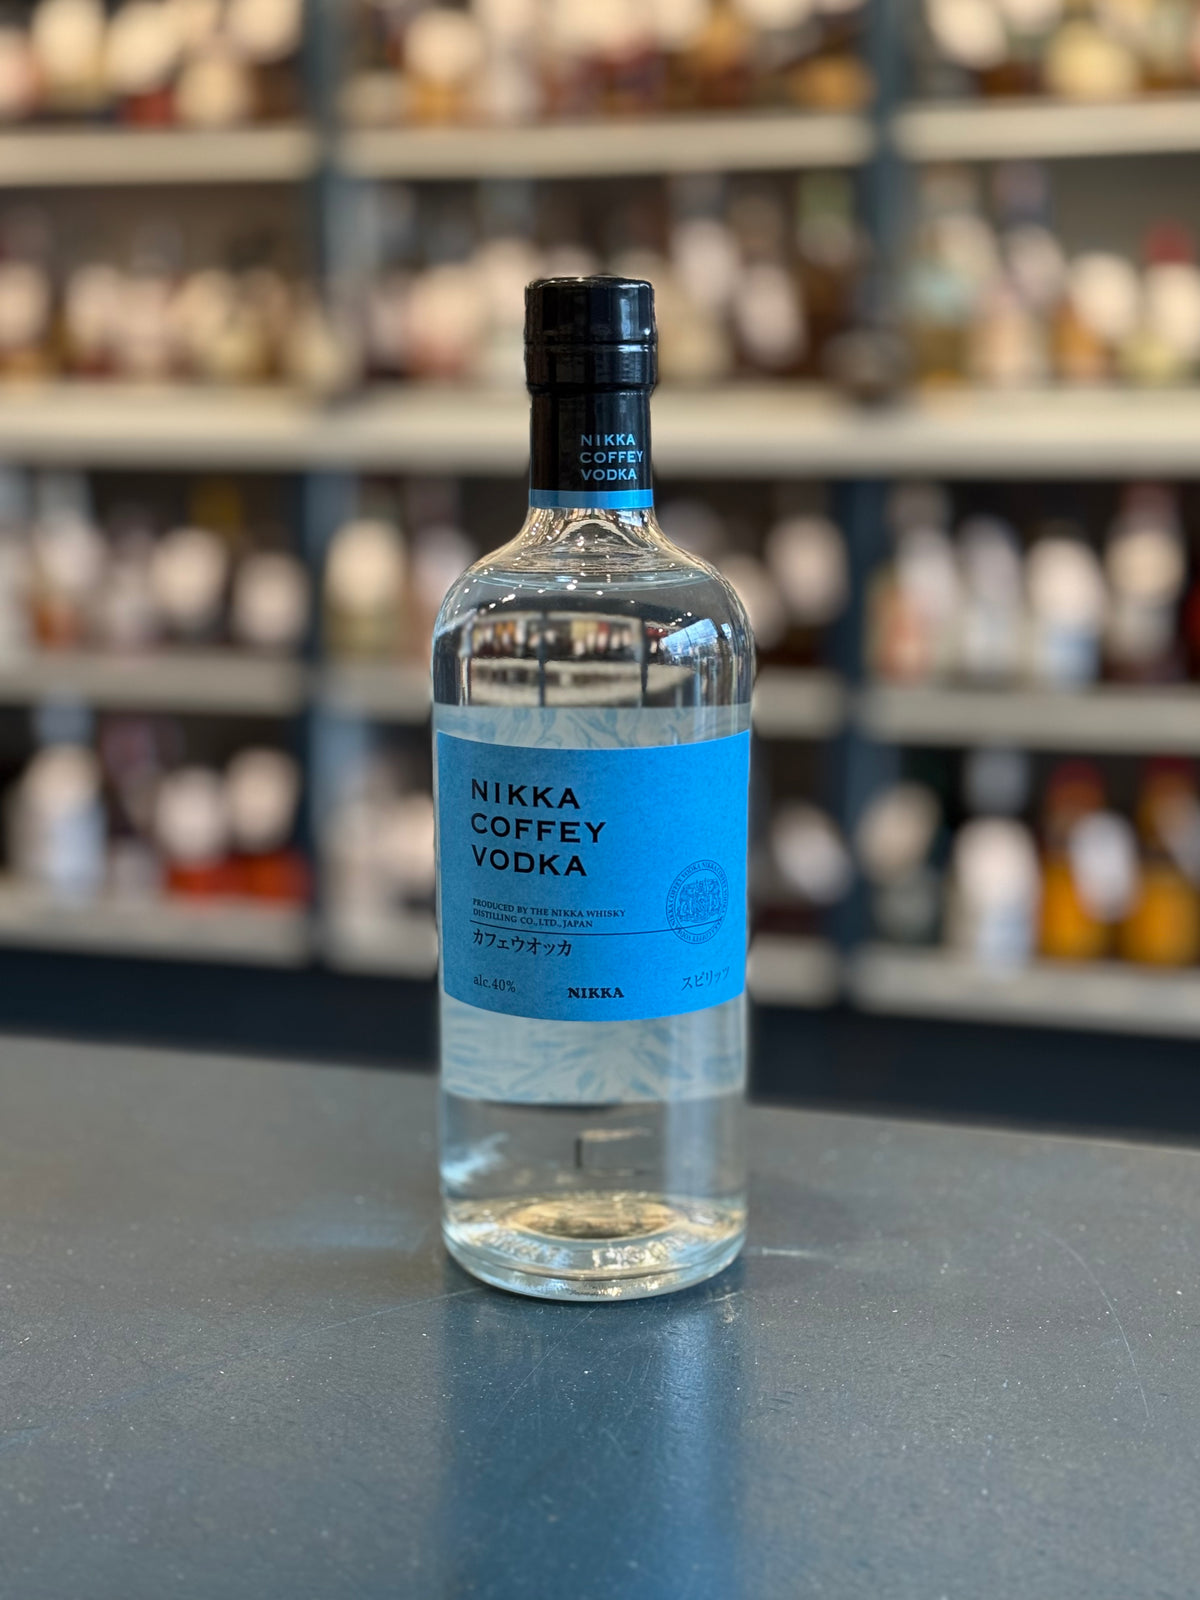 NIKKA
COFFEY
VODKA
NIKKA
COFFEY
VODKA
PRODUCED BY THE NIKKA WHISKY
DISTILLING CO., LTD., JAPAN
カフェウオッカ
alc.40% NIKKA スピリッツ